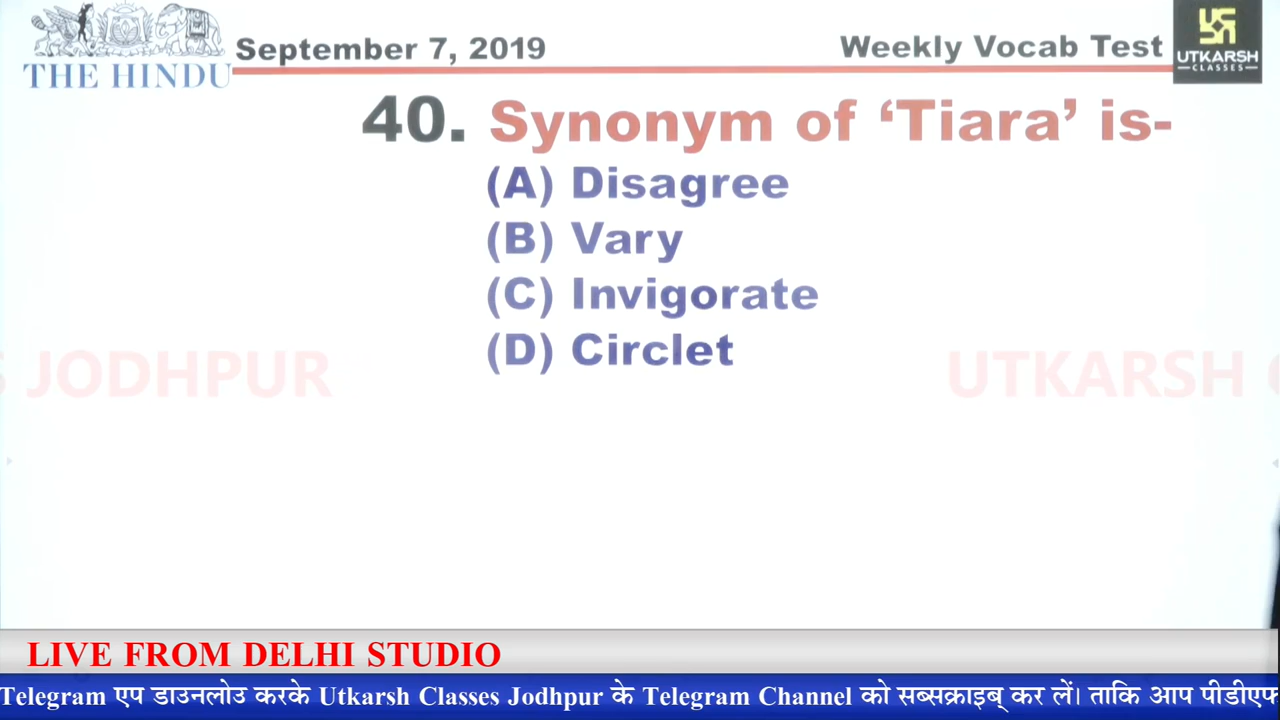 THE HINDU
September 7, 2019
Weekly Vocab Test
UTKARSH
CLASSES
40. Synonym of ‘Tiara’ is-
(A) Disagree
(B) Vary
(C) Invigorate
(D) Circlet
JODHPUR
UTKARSH
LIVE FROM DELHI STUDIO
Telegram एप डाउनलोउ करके Utkarsh Classes Jodhpur के Telegram Channel को सब्सक्राइब् कर लें। ताकि आप पीडीएफ